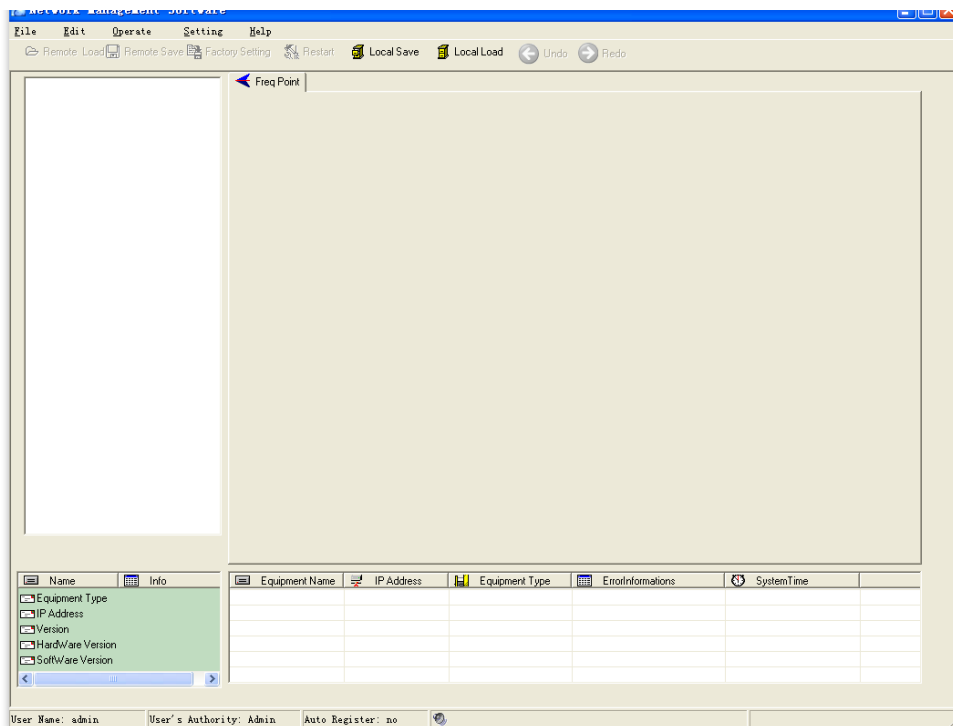 Network Management Software
File Edit Operate Setting Help
Remote Load Remote Save Factory Setting Restart Local Save Local Load Undo Redo
Freq Point
Name Info
Equipment Name IP Address Equipment Type ErrorInformations SystemTime
Equipment Type
IP Address
Version
HardWare Version
SoftWare Version
User Name: admin User's Authority: Admin Auto Register: no